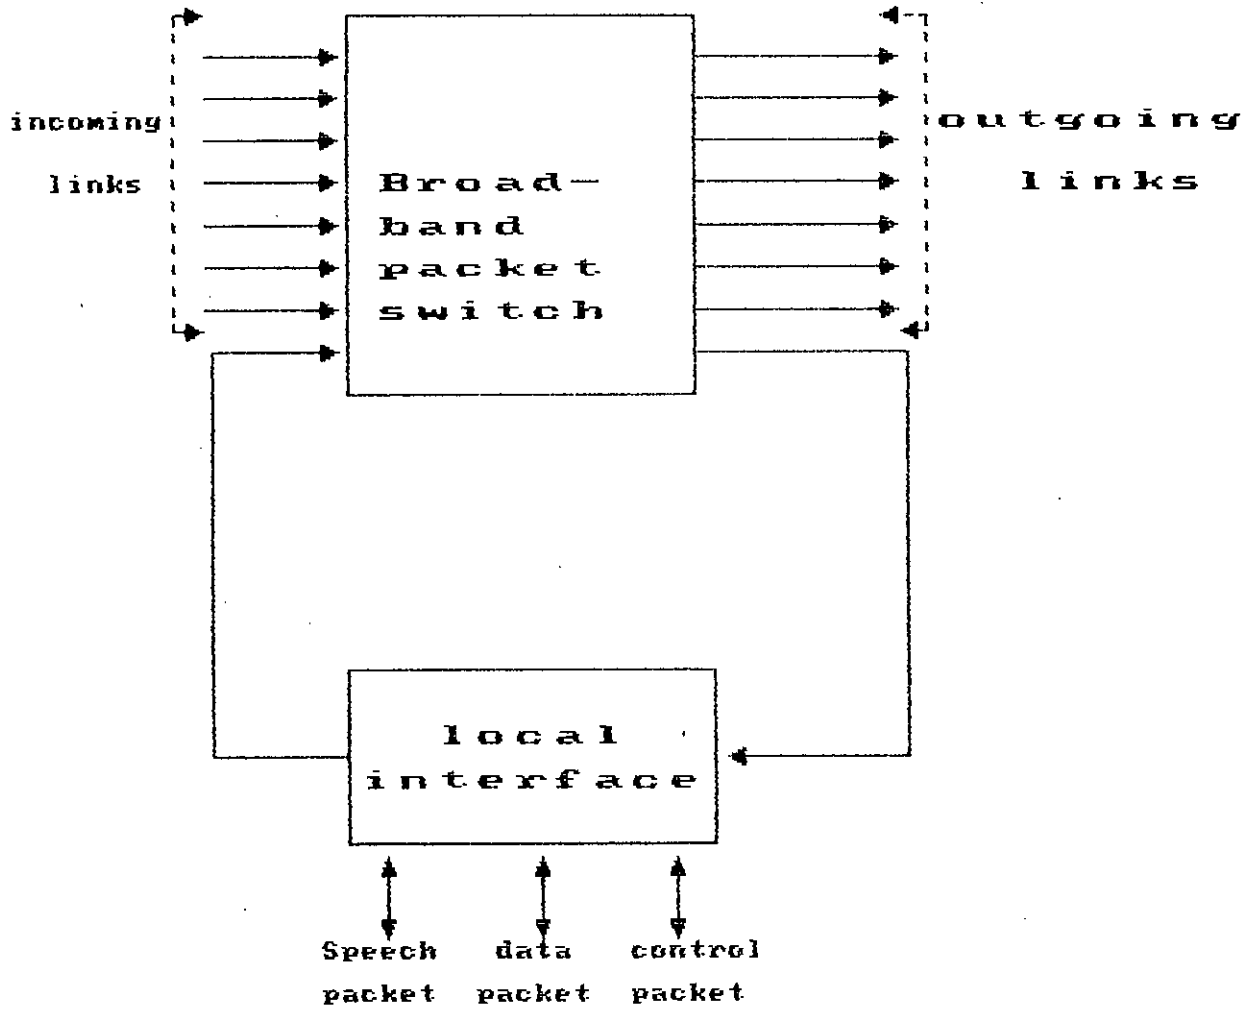 incoming
links
Broad-
band
packet
switch
outgoing
links
local
interface
Speech
packet
data
packet
control
packet